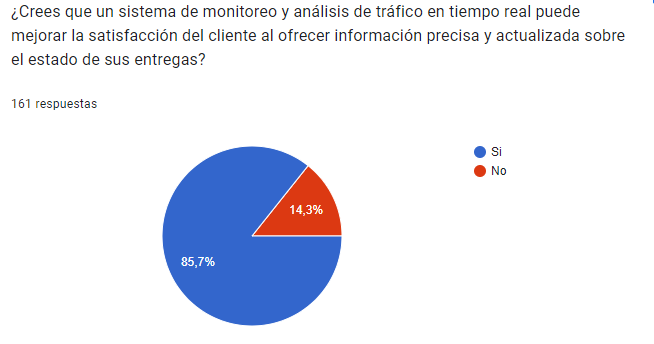 ¿Crees que un sistema de monitoreo y análisis de tráfico en tiempo real puede
mejorar la satisfacción del cliente al ofrecer información precisa y actualizada sobre
el estado de sus entregas?
161 respuestas
Si
No
14,3%
85,7%